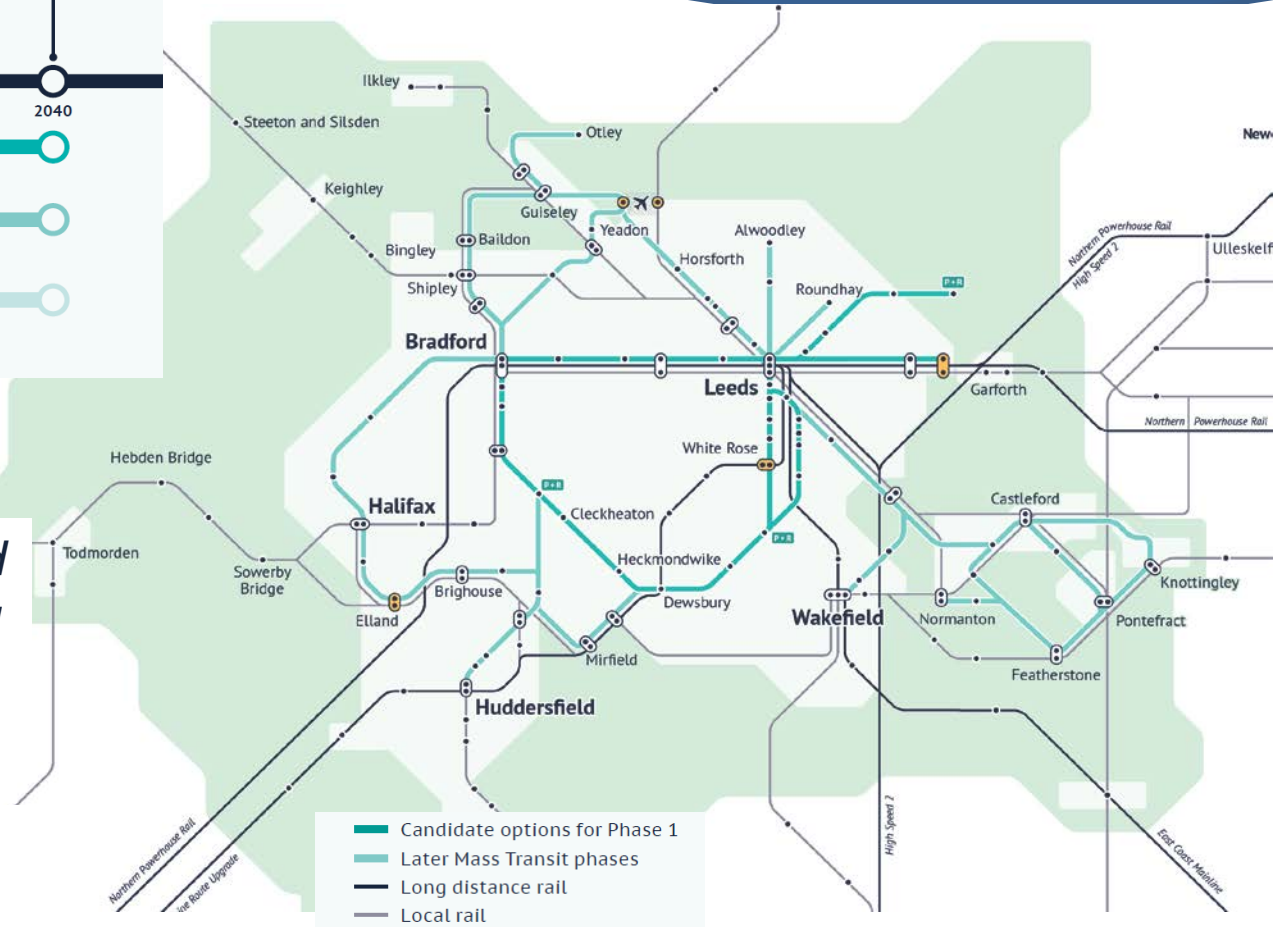 2040
Ilkley
Steeton and Silsden
Otley
Keighley
Guiseley
Yeadon
Alwoodley
Northern Powerhouse Rail
High Speed 2
Ulleskelf
Bingley
Baildon
Horsforth
Shipley
Roundhay
P+R
Bradford
Leeds
Garforth
Northern Powerhouse Rail
White Rose
Hebden Bridge
P+R
Castleford
Halifax
Cleckheaton
P+R
Todmorden
Heckmondwike
Sowerby
Bridge
Brighouse
Knottingley
Elland
Dewsbury
Wakefield
Normanton
Pontefract
Mirfield
Featherstone
Huddersfield
Northern Powerhouse Rail
Route Upgrade
High Speed 2
East Coast Mainline
Candidate options for Phase 1
Later Mass Transit phases
Long distance rail
Local rail